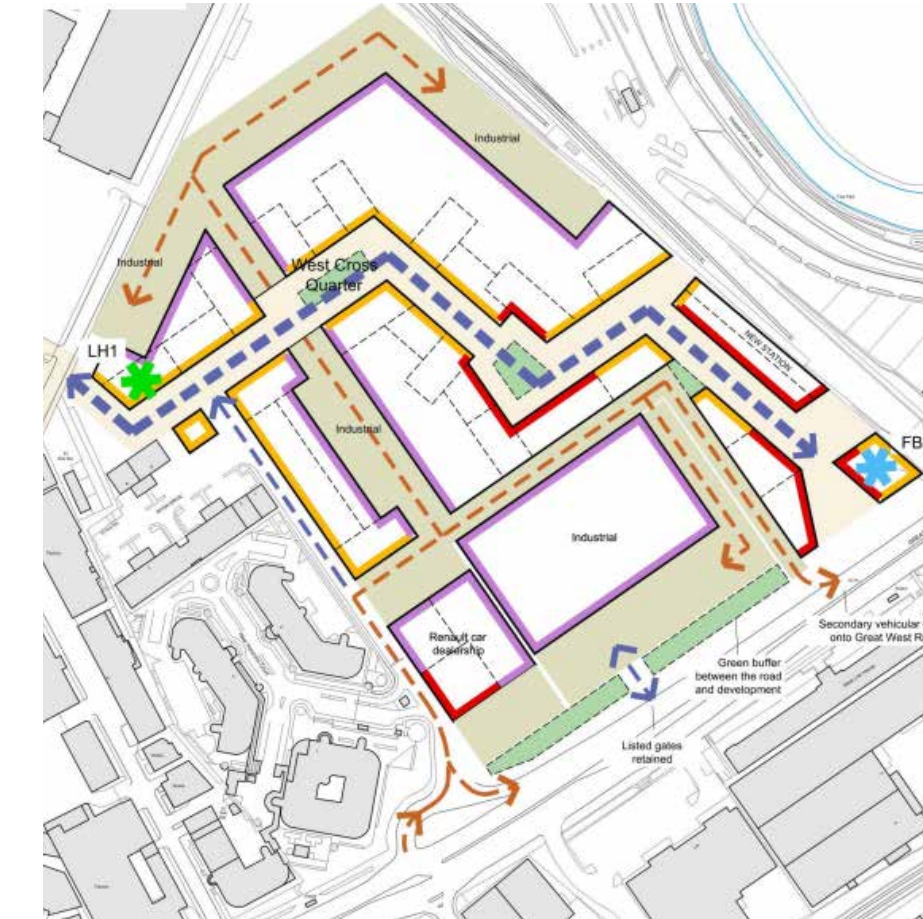 Industrial
Industrial
West Cross
Quarter
LH1
NEW STATION
FB
Industrial
Industrial
Renault car
dealership
Secondary vehicular
onto Great West R
Green buffer
between the road
and development
Listed gates
retained